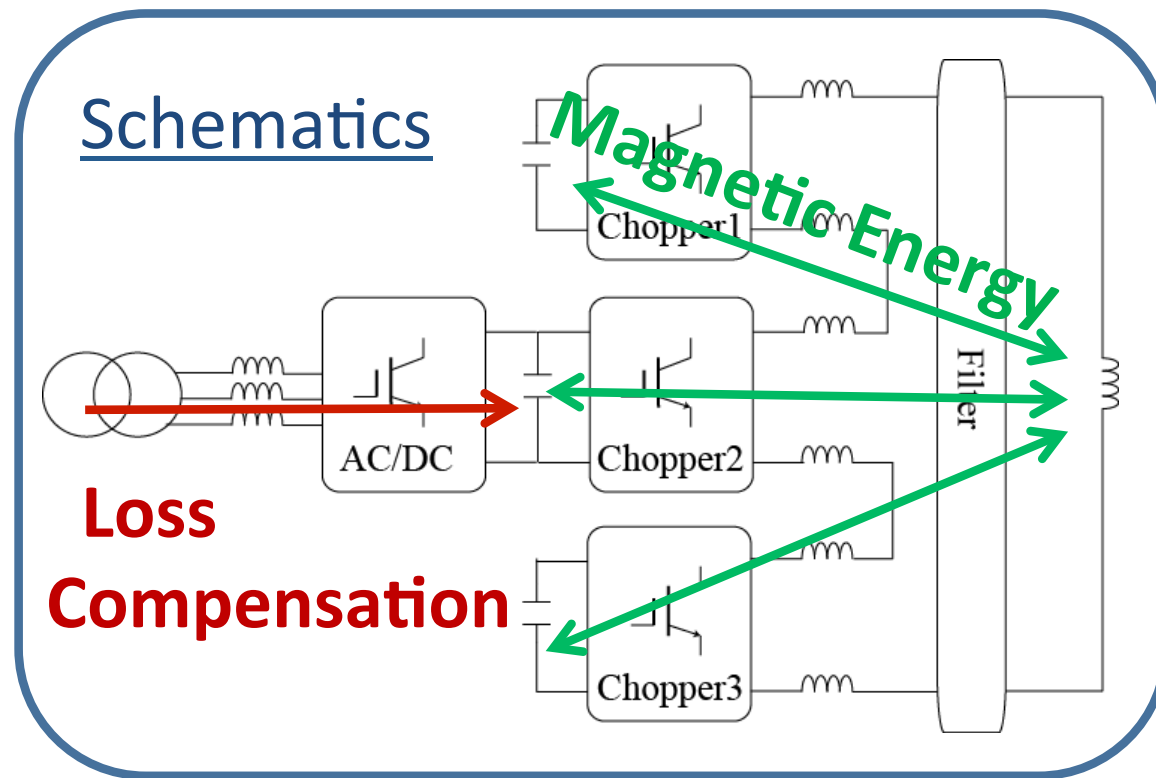 Schematics
Magnetic Energy
Chopper1
AC/DC
Chopper2
Filter
Loss
Compensation
Chopper3